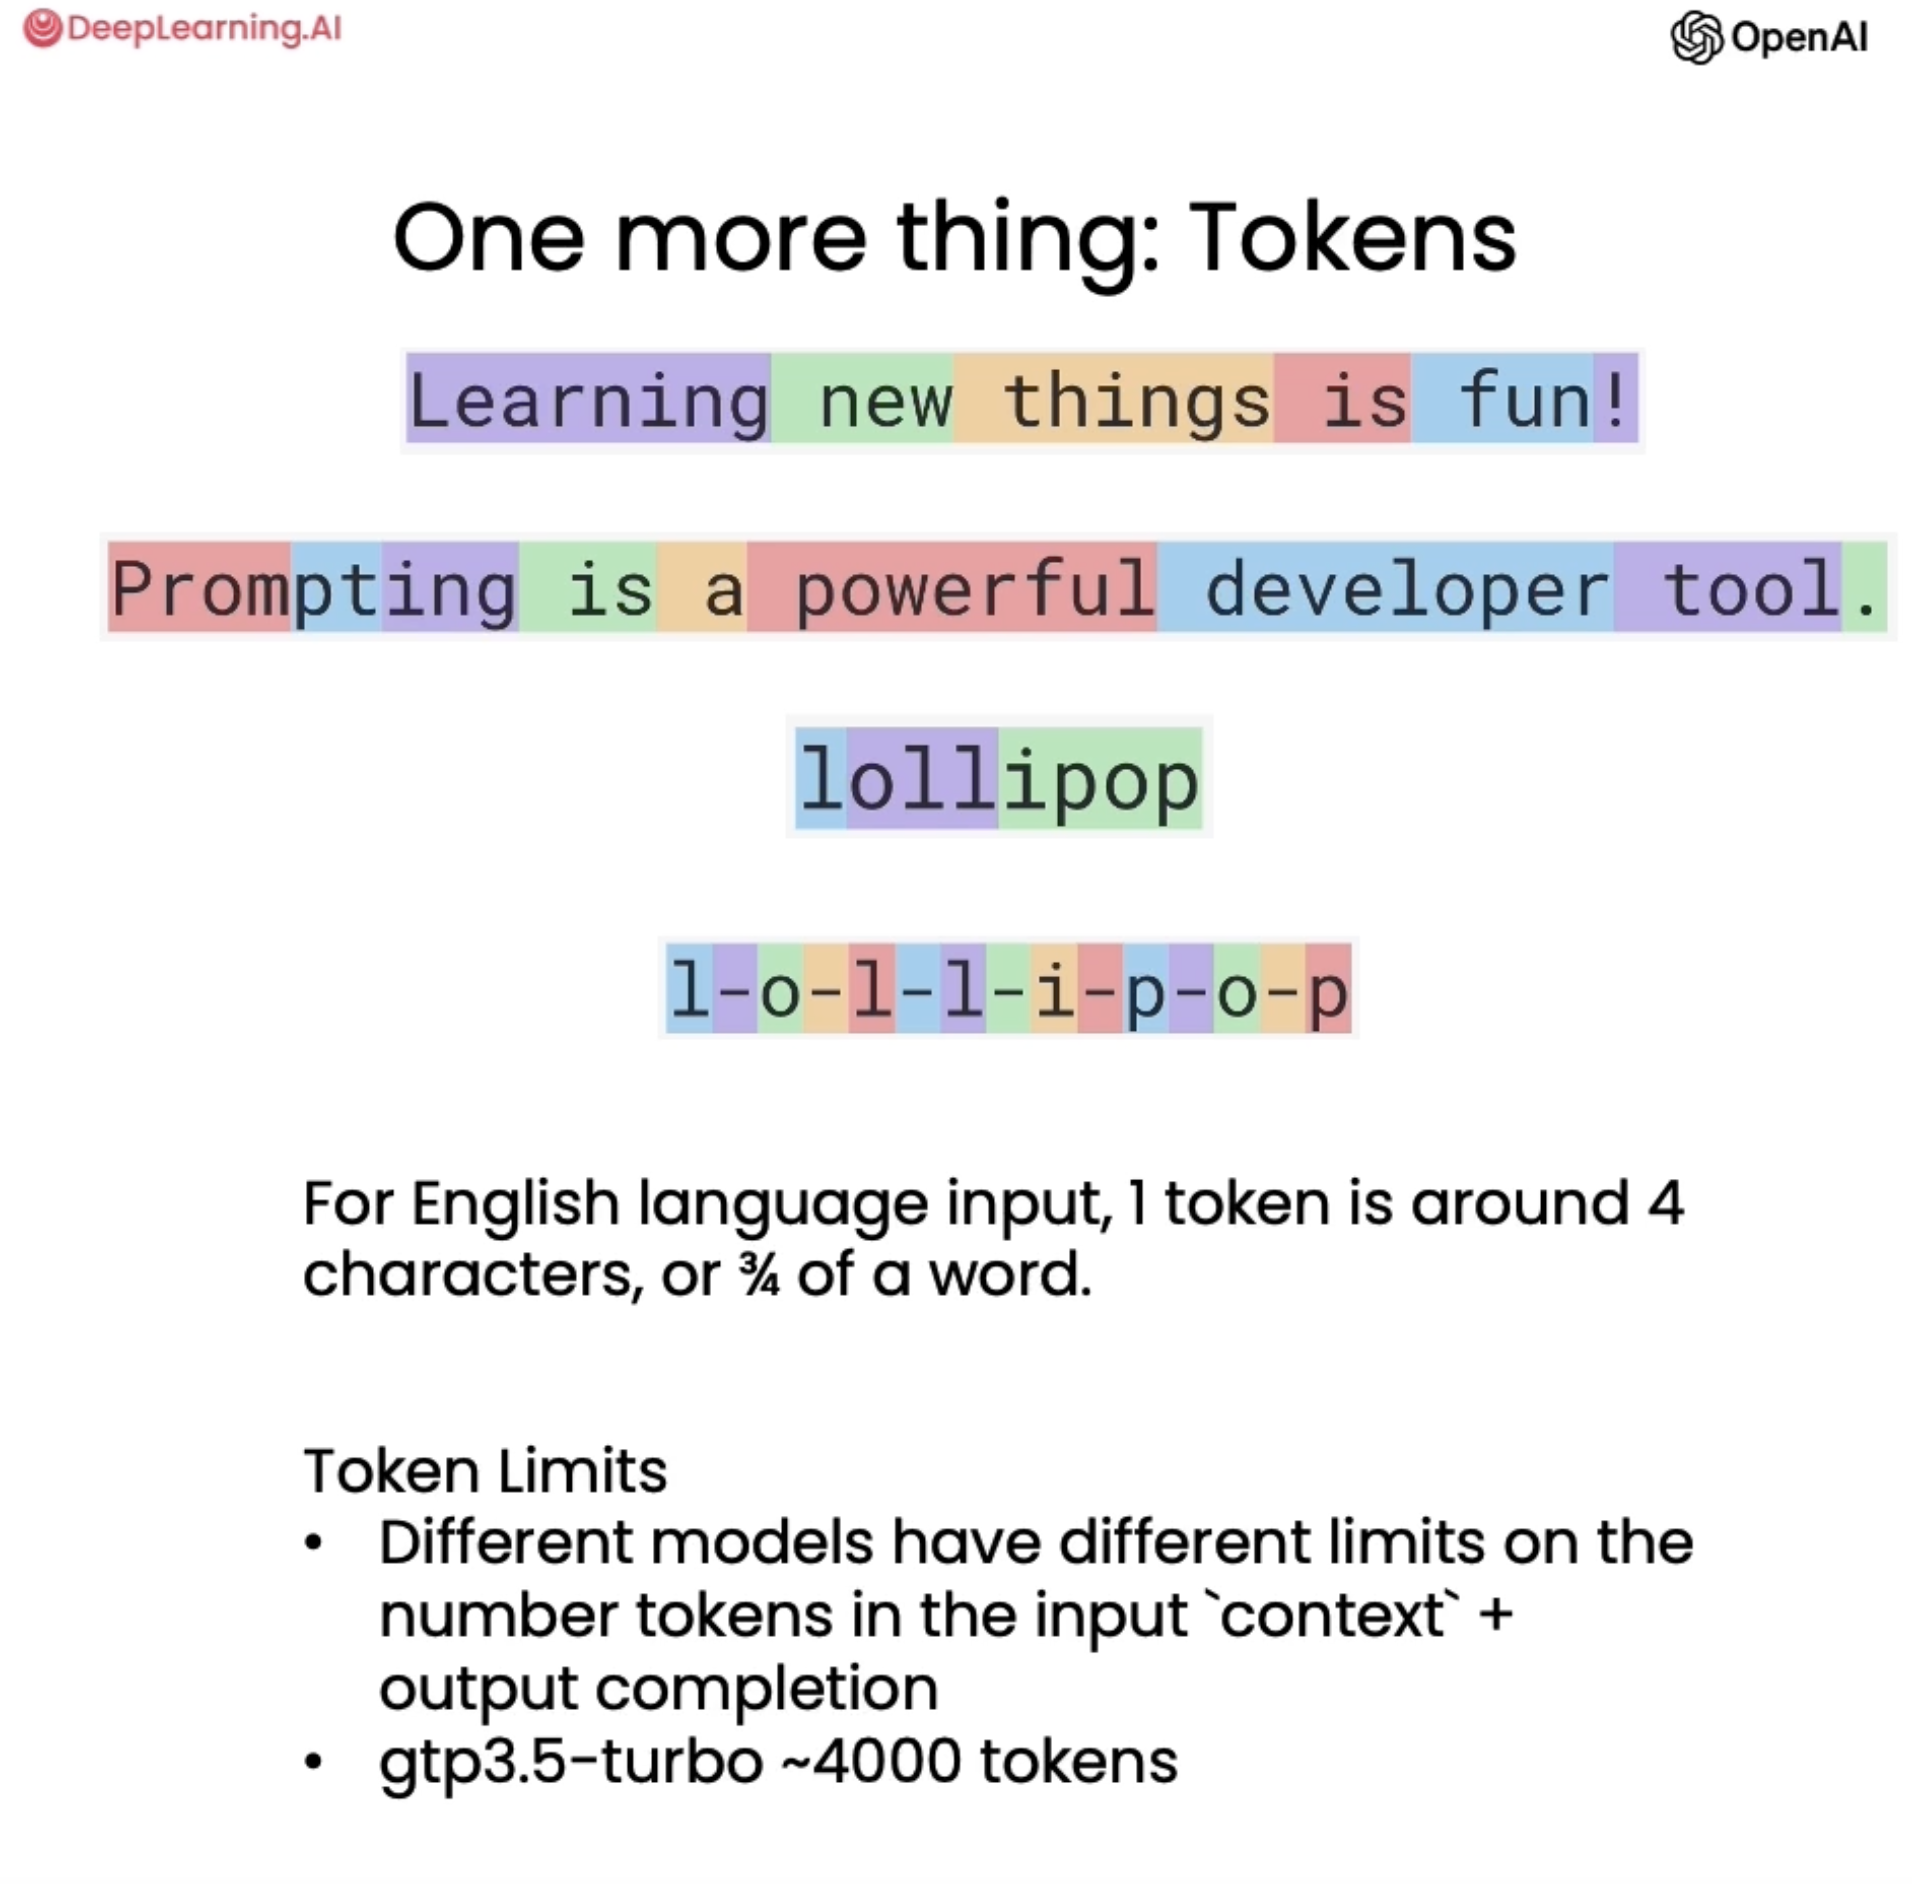 DeepLearning.AI
OpenAI
One more thing: Tokens
Learning new things is fun!
Prompting is a powerful developer tool.
lollipop
l-o-l-l-i-p-o-p
For English language input, 1 token is around 4
characters, or ¾ of a word.
Token Limits
• Different models have different limits on the
number tokens in the input `context` +
output completion
• gtp3.5-turbo ~4000 tokens